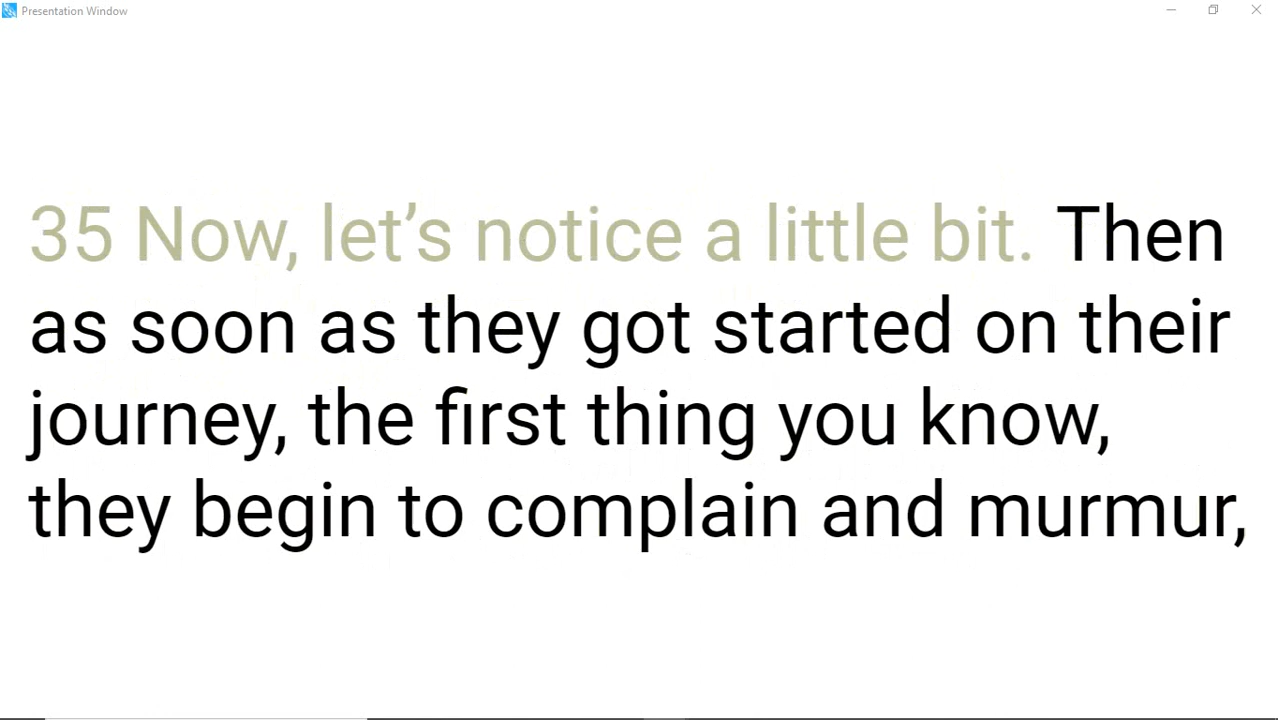 Presentation Window
35 Now, let’s notice a little bit. Then
as soon as they got started on their
journey, the first thing you know,
they begin to complain and murmur,